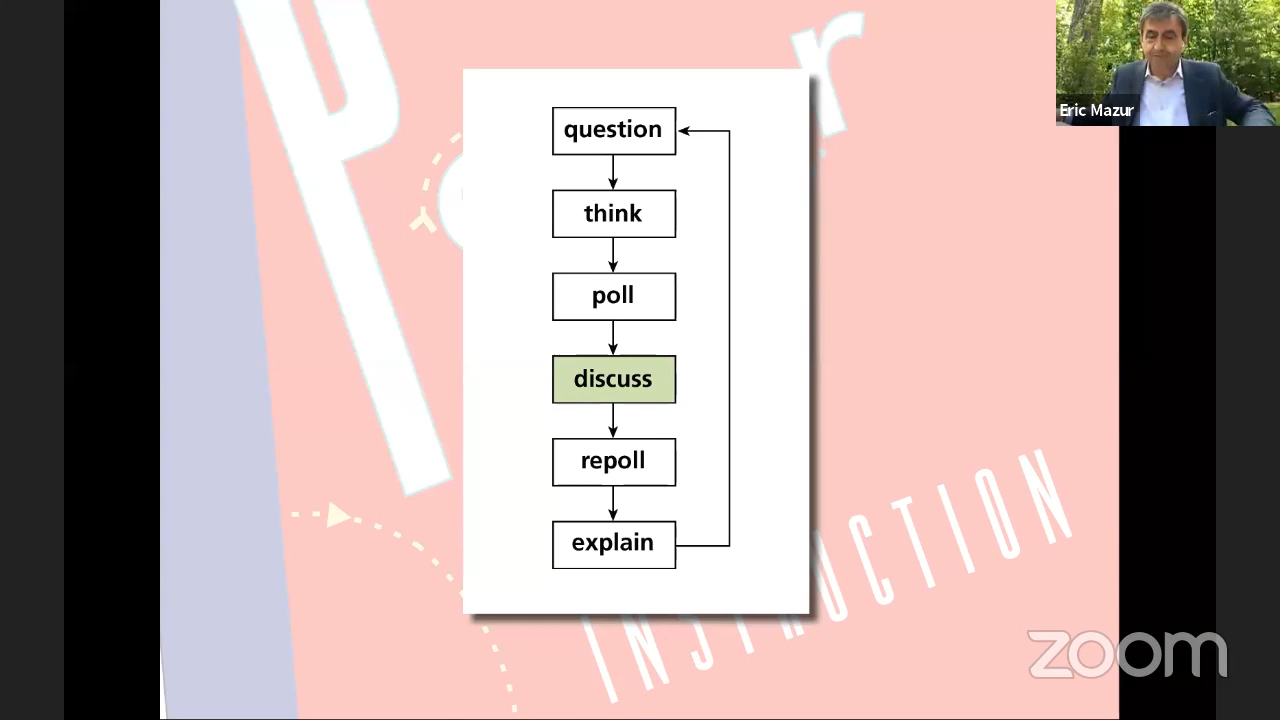 question
think
poll
discuss
repoll
explain
INSTRUCTION
Eric Mazur
zoom